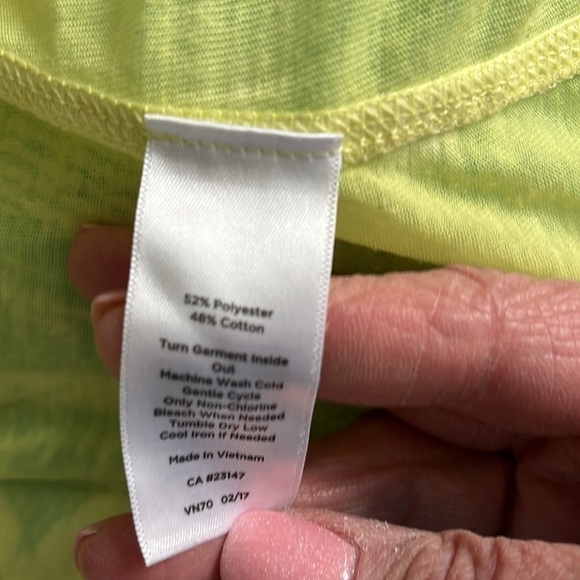 52% Polyester
48% Cotton
Turn Garment Inside
Out
Machine Wash Cold
Gentle Cycle
Only Non-Chlorine
Bleach When Needed
Tumble Dry Low
Cool Iron If Needed
Made in Vietnam
CA #23147
VN70 02/17